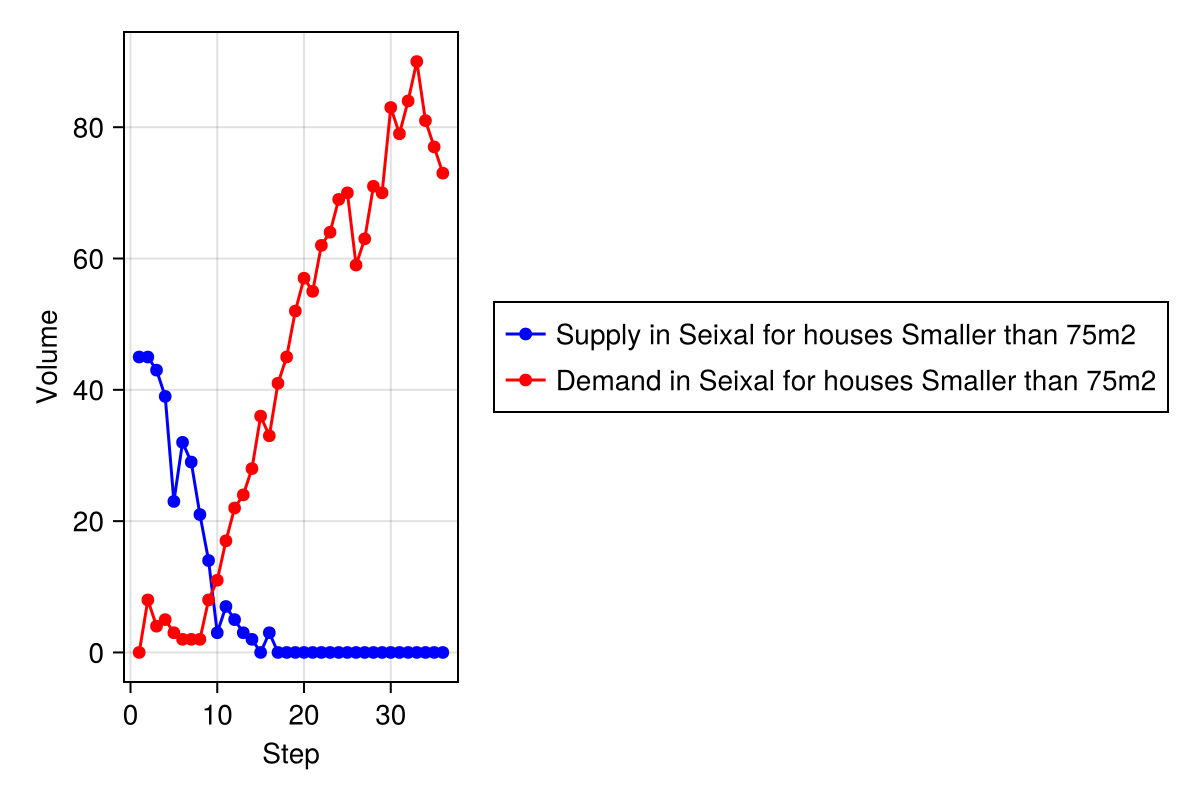 80
60
40
20
0
Volume
0 10 20 30
Step
Supply in Seixal for houses Smaller than 75m2
Demand in Seixal for houses Smaller than 75m2